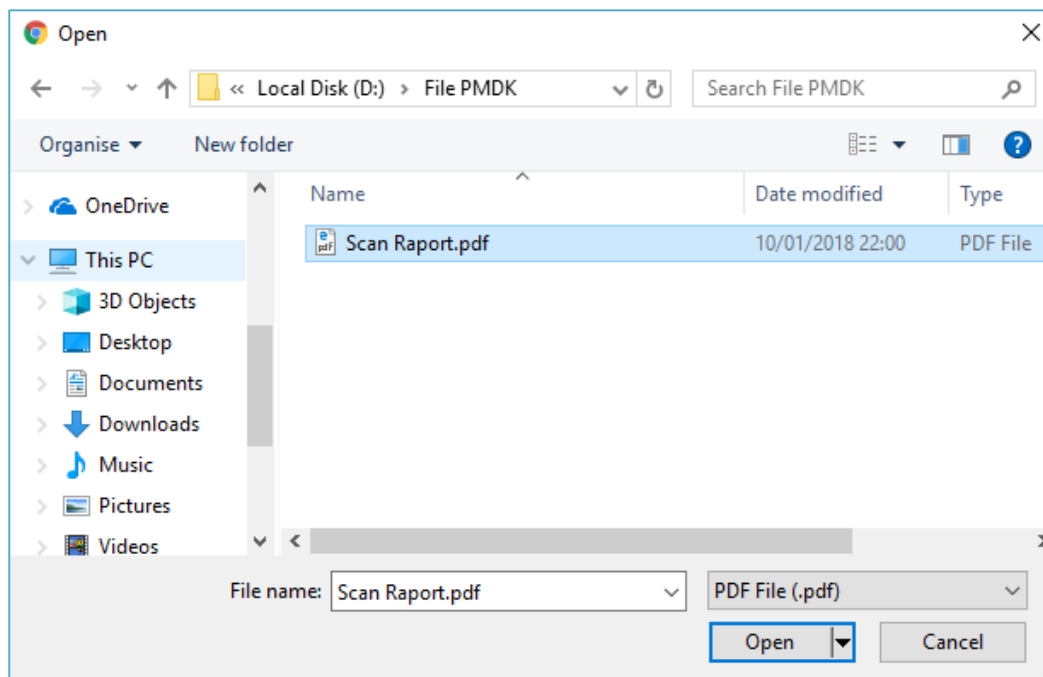 Open
« Local Disk (D:) › File PMDK
Search File PMDK
Organise
New folder
?
OneDrive
This PC
3D Objects
Desktop
Documents
Downloads
Music
Pictures
Videos
Name
Date modified
Type
Scan Raport.pdf
10/01/2018 22:00
PDF File
File name:
Scan Raport.pdf
PDF File (.pdf)
Open
Cancel